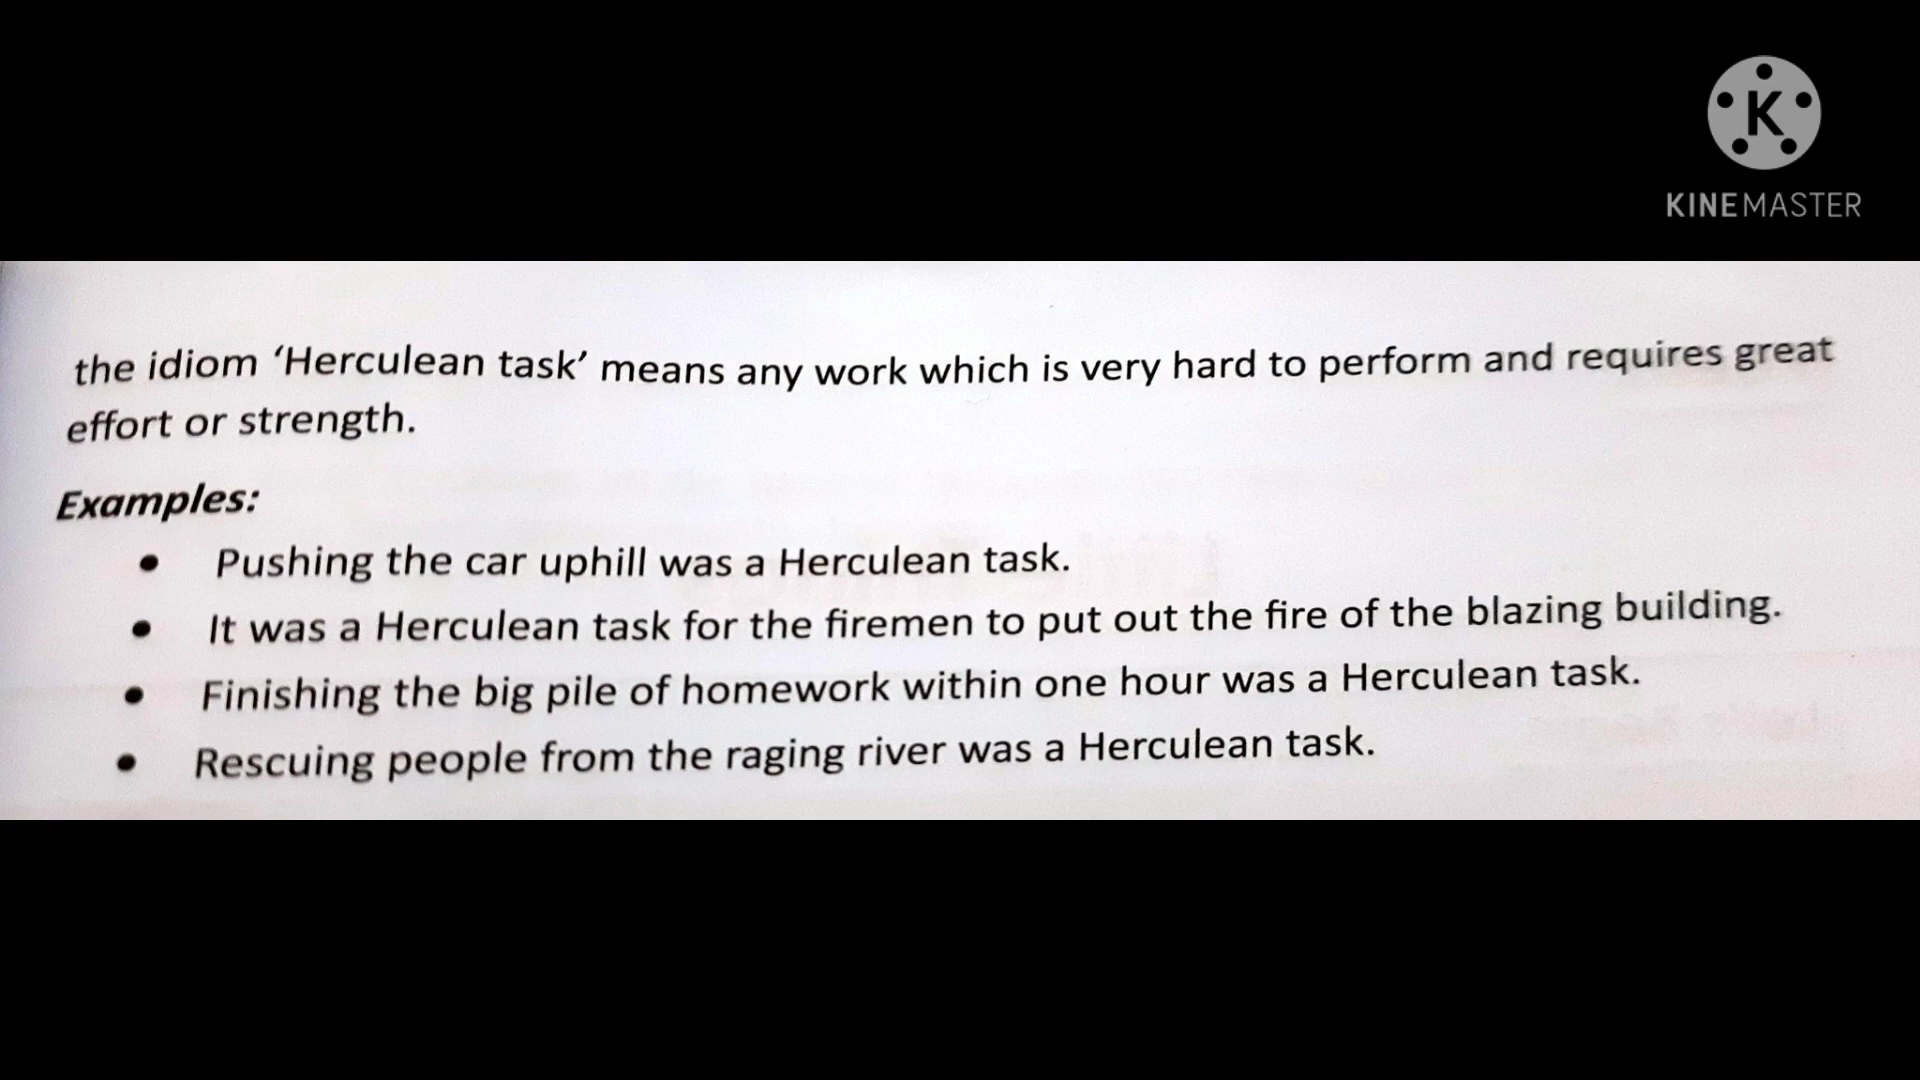 K
KINEMASTER
the idiom ‘Herculean task’ means any work which is very hard to perform and requires great
effort or strength.
Examples:
• Pushing the car uphill was a Herculean task.
• It was a Herculean task for the firemen to put out the fire of the blazing building.
• Finishing the big pile of homework within one hour was a Herculean task.
• Rescuing people from the raging river was a Herculean task.